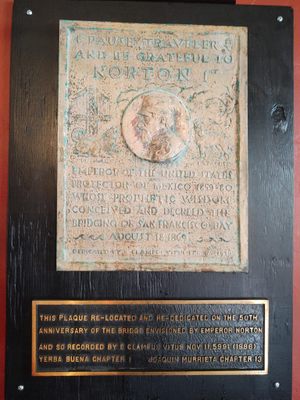 PAUSE, TRAVELER
AND BE GRATEFUL TO
NORTON 1ST
EMPEROR OF THE UNITED STATES
PROTECTOR OF MEXICO, 1859-80
WHOSE PROPHETIC WISDOM
CONCEIVED AND DECREED THE
BRIDGING OF SAN FRANCISCO BAY
AUGUST 18, 1869
THIS PLAQUE RE-LOCATED AND RE-DEDICATED ON THE 50TH
ANNIVERSARY OF THE BRIDGE ENVISIONED BY EMPEROR NORTON
AND SO RECORDED BY E CLAMPUS VITUS NOV 11, 5991 (1986)
YERBA BUENA CHAPTER 1 JOAQUIN MURRIETA CHAPTER 13